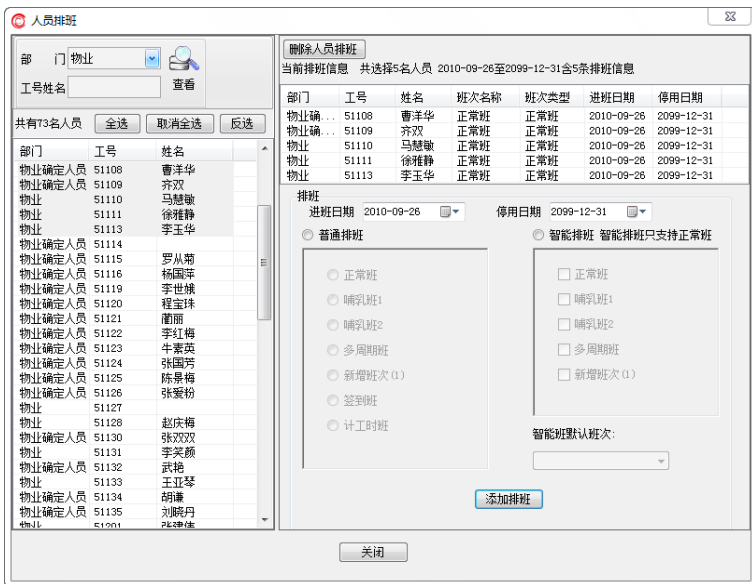 人员排班
部 门 物业
工号姓名
查看
共有73名人员 全选 取消全选 反选
部门 工号 姓名
物业确定人员 51108 曹洋华
物业确定人员 51109 齐双
物业 51110 马慧敏
物业 51111 徐雅静
物业 51113 李玉华
物业确定人员 51114
物业确定人员 51115 罗从菊
物业确定人员 51116 杨国萍
物业确定人员 51119 李世娥
物业确定人员 51120 程宝珠
物业确定人员 51121 蔺丽
物业确定人员 51122 李红梅
物业确定人员 51123 牛素英
物业确定人员 51124 张国芳
物业确定人员 51125 陈景梅
物业确定人员 51126 张爱粉
物业 51127
物业 51128 赵庆梅
物业确定人员 51130 张双双
物业 51131 李笑颜
物业确定人员 51132 武艳
物业 51133 王亚琴
物业确定人员 51134 胡谦
物业确定人员 51135 刘晓丹
物业 51201 张建伟
删除人员排班
当前排班信息 共选择5名人员 2010-09-26至2099-12-31含5条排班信息
部门 工号 姓名 班次名称 班次类型 进班日期 停用日期
物业确... 51108 曹洋华 正常班 正常班 2010-09-26 2099-12-31
物业确... 51109 齐双 正常班 正常班 2010-09-26 2099-12-31
物业 51110 马慧敏 正常班 正常班 2010-09-26 2099-12-31
物业 51111 徐雅静 正常班 正常班 2010-09-26 2099-12-31
物业 51113 李玉华 正常班 正常班 2010-09-26 2099-12-31
排班
进班日期 2010-09-26 停用日期 2099-12-31
普通排班
正常班
哺乳班1
哺乳班2
多周期班
新增班次(1)
签到班
计工时班
智能排班 智能排班只支持正常班
正常班
哺乳班1
哺乳班2
多周期班
新增班次(1)
智能班默认班次:
添加排班
关闭